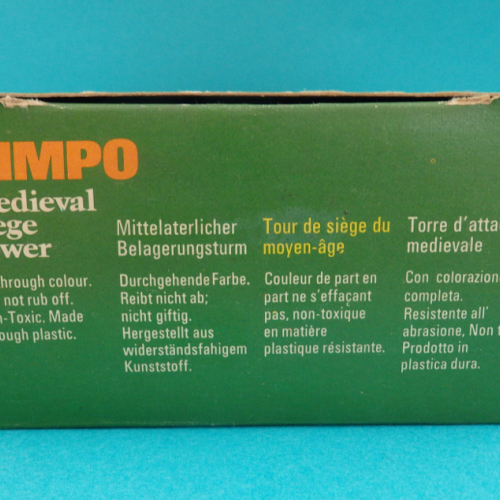 IMPO
edieval
ege
wer
hrough colour.
not rub off.
-Toxic. Made
ough plastic.
Mittelaterlicher
Belagerungsturm
Durchgehende Farbe.
Reibt nicht ab;
nicht giftig.
Hergestellt aus
widerständsfahigem
Kunststoff.
Tour de siège du
moyen-âge
Couleur de part en
part ne s'effaçant
pas, non-toxique
en matière
plastique résistante.
Torre d'atta
medievale
Con colorazion
completa.
Resistente all'
abrasione, Non t
Prodotto in
plastica dura.